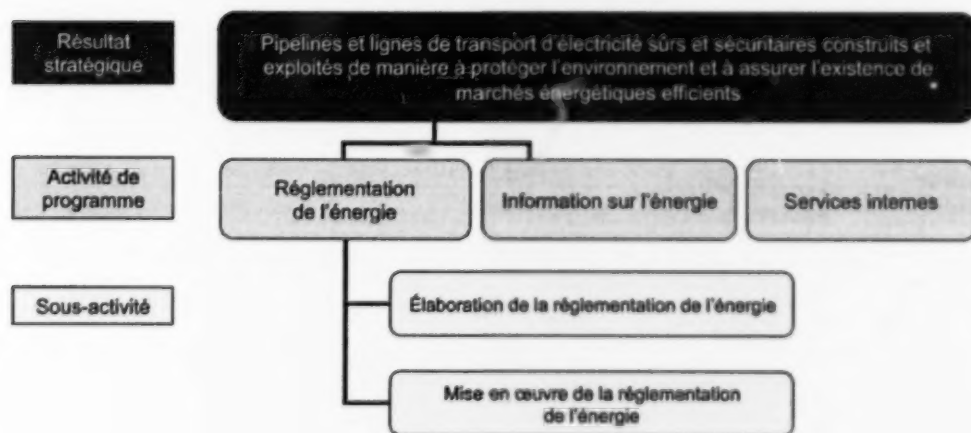 Résultat
stratégique
Pipelines et lignes de transport d'électricité sûrs et sécuritaires construits et
exploités de manière à protéger l'environnement et à assurer l'existence de
marchés énergétiques efficients
Activité de
programme
Réglementation
de l'énergie
Information sur l'énergie
Services internes
Sous-activité
Élaboration de la réglementation de l'énergie
Mise en œuvre de la réglementation
de l'énergie